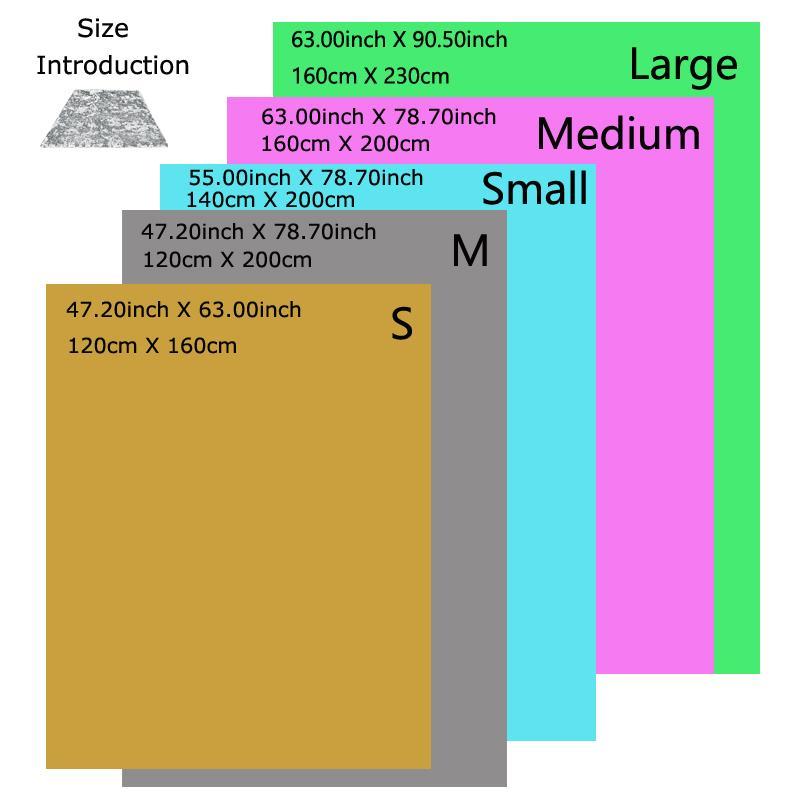 Size
Introduction
63.00inch X 90.50inch
160cm X 230cm
Large
63.00inch X 78.70inch
160cm X 200cm
Medium
55.00inch X 78.70inch
140cm X 200cm
Small
47.20inch X 78.70inch
120cm X 200cm
M
47.20inch X 63.00inch
120cm X 160cm
S